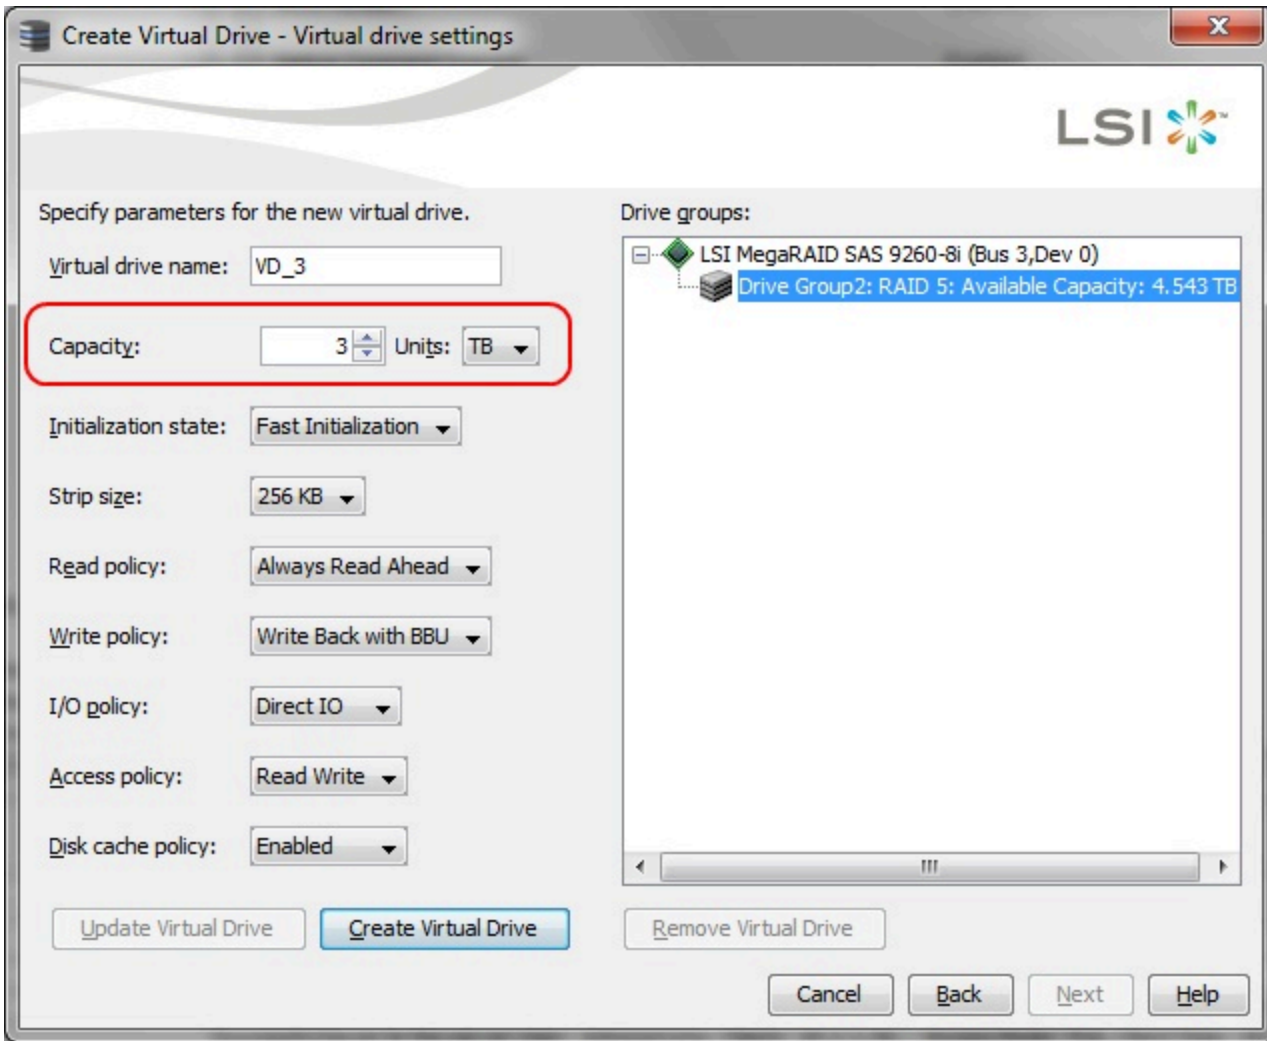 Create Virtual Drive - Virtual drive settings
X
LSI™
Specify parameters for the new virtual drive.
Virtual drive name: VD_3
Capacity: 3 Units: TB
Initialization state: Fast Initialization
Strip size: 256 KB
Read policy: Always Read Ahead
Write policy: Write Back with BBU
I/O policy: Direct IO
Access policy: Read Write
Disk cache policy: Enabled
Drive groups:
LSI MegaRAID SAS 9260-8i (Bus 3,Dev 0)
Drive Group2: RAID 5: Available Capacity: 4.543 TB
Update Virtual Drive Create Virtual Drive Remove Virtual Drive
Cancel Back Next Help